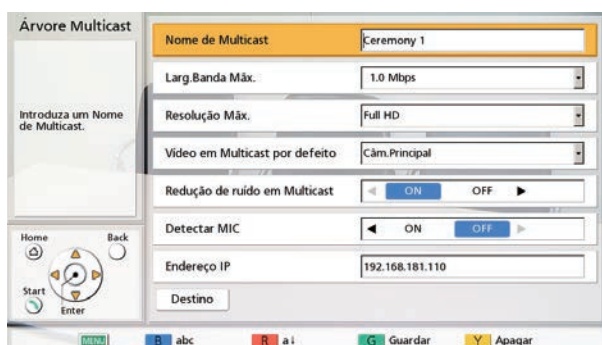 Árvore Multicast
Introduza um Nome
de Multicast.
Home
Back
Start
Enter
Nome de Multicast
Ceremony 1
Larg.Banda Máx.
1.0 Mbps
Resolução Máx.
Full HD
Vídeo em Multicast por defeito
Câm.Principal
Redução de ruído em Multicast
ON
OFF
Detectar MIC
ON
OFF
Endereço IP
192.168.181.110
Destino
MENU
B abc
R a↓
G Guardar
Y Apagar